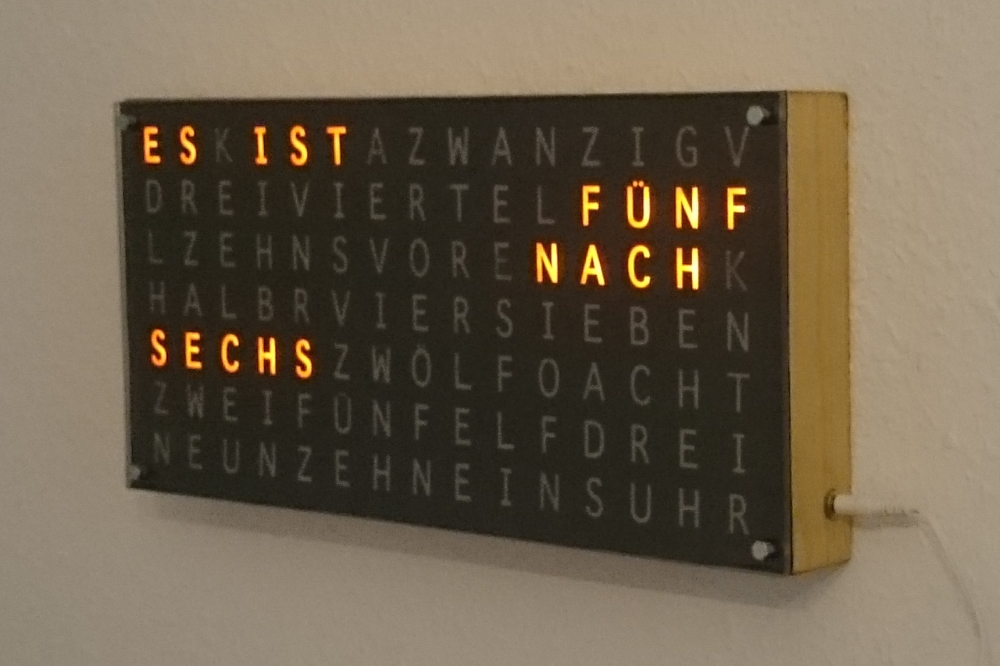 ESKISTAZWANZIGV
DREIVIERTELFÜNF
LZEHNSVORENACHK
HALBRVIERSIEBEN
SECHSZWÖLFOACHT
ZWEIFÜNFELFDREI
NEUNZEHNEINSUHR